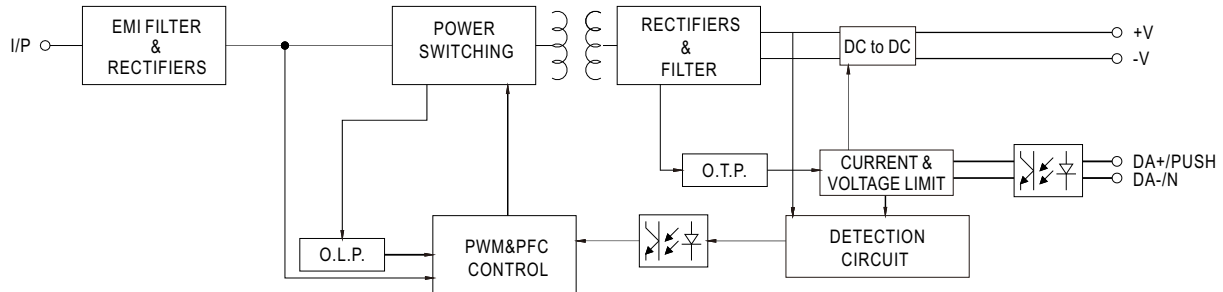 I/P
EMI FILTER
&
RECTIFIERS
POWER
SWITCHING
RECTIFIERS
&
FILTER
DC to DC
+V
-V
O.T.P.
CURRENT &
VOLTAGE LIMIT
DA+/PUSH
DA-/N
O.L.P.
PWM&PFC
CONTROL
DETECTION
CIRCUIT